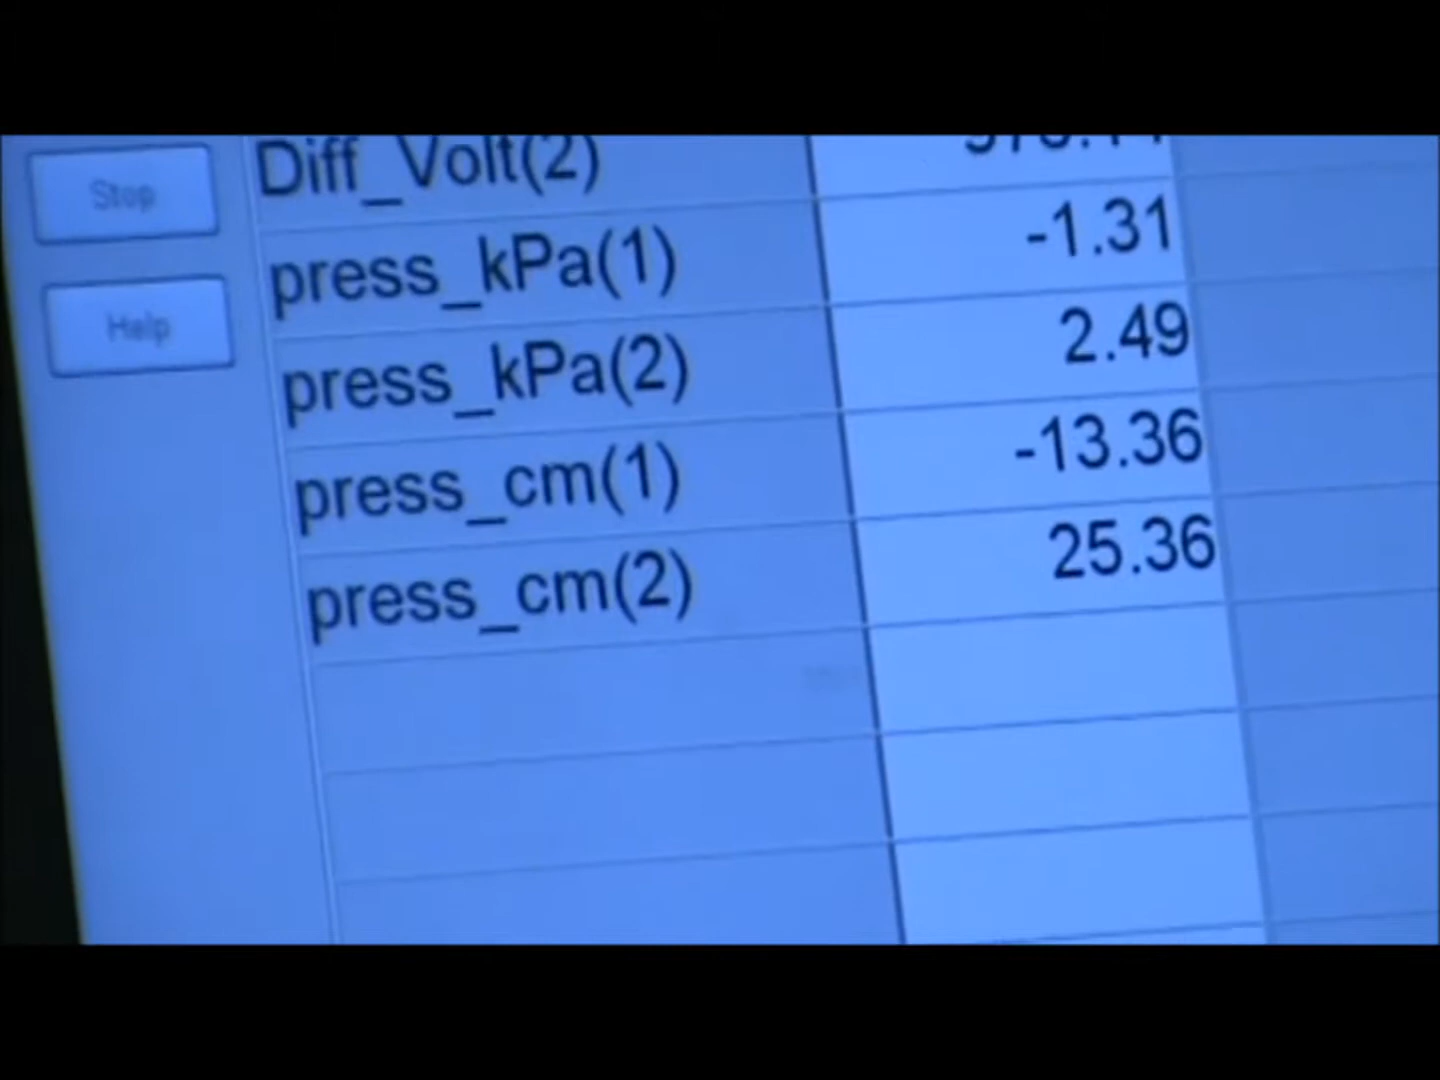 Stop
Help
Diff_Volt(2)
press_kPa(1) -1.31
press_kPa(2) 2.49
press_cm(1) -13.36
press_cm(2) 25.36